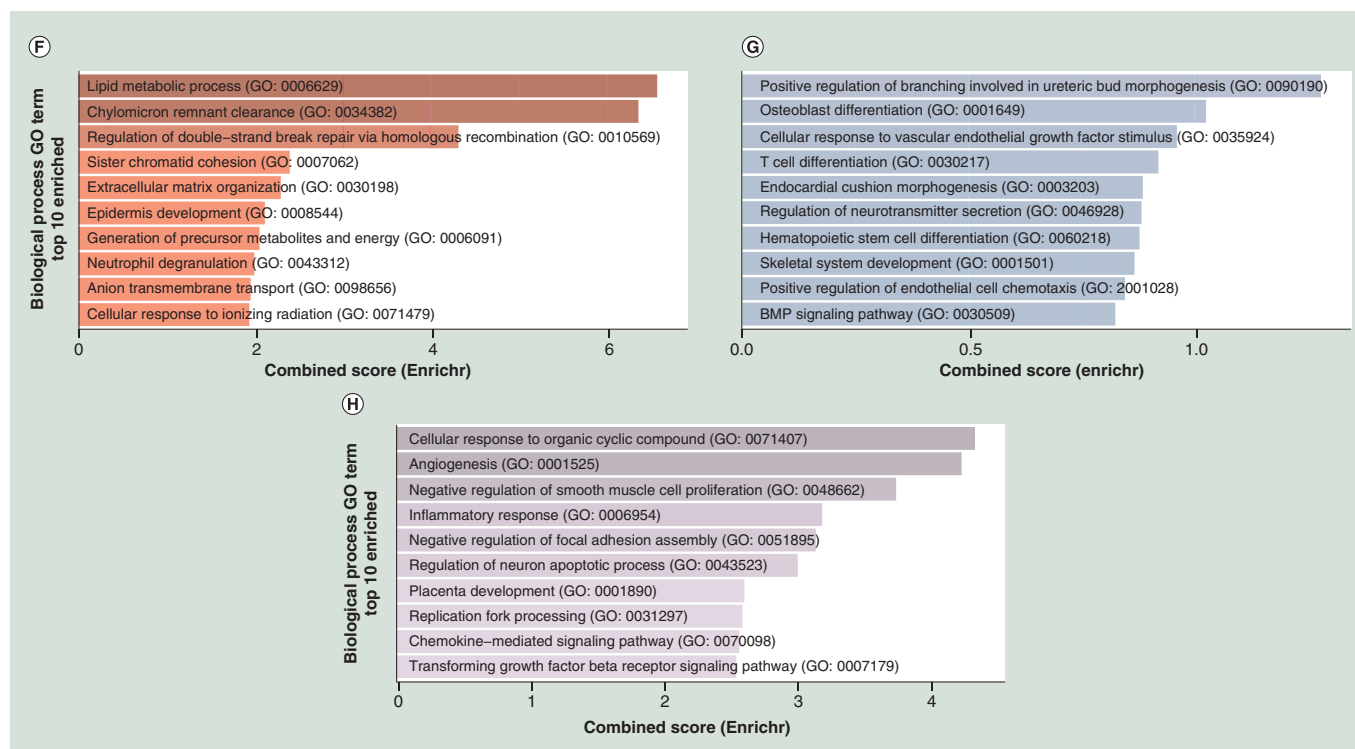 F
Biological process GO term
top 10 enriched
Lipid metabolic process (GO: 0006629)
Chylomicron remnant clearance (GO: 0034382)
Regulation of double−strand break repair via homologous recombination (GO: 0010569)
Sister chromatid cohesion (GO: 0007062)
Extracellular matrix organization (GO: 0030198)
Epidermis development (GO: 0008544)
Generation of precursor metabolites and energy (GO: 0006091)
Neutrophil degranulation (GO: 0043312)
Anion transmembrane transport (GO: 0098656)
Cellular response to ionizing radiation (GO: 0071479)
0 2 4 6
Combined score (Enrichr)
G
Positive regulation of branching involved in ureteric bud morphogenesis (GO: 0090190)
Osteoblast differentiation (GO: 0001649)
Cellular response to vascular endothelial growth factor stimulus (GO: 0035924)
T cell differentiation (GO: 0030217)
Endocardial cushion morphogenesis (GO: 0003203)
Regulation of neurotransmitter secretion (GO: 0046928)
Hematopoietic stem cell differentiation (GO: 0060218)
Skeletal system development (GO: 0001501)
Positive regulation of endothelial cell chemotaxis (GO: 2001028)
BMP signaling pathway (GO: 0030509)
0.0 0.5 1.0
Combined score (enrichr)
H
Biological process GO term
top 10 enriched
Cellular response to organic cyclic compound (GO: 0071407)
Angiogenesis (GO: 0001525)
Negative regulation of smooth muscle cell proliferation (GO: 0048662)
Inflammatory response (GO: 0006954)
Negative regulation of focal adhesion assembly (GO: 0051895)
Regulation of neuron apoptotic process (GO: 0043523)
Placenta development (GO: 0001890)
Replication fork processing (GO: 0031297)
Chemokine−mediated signaling pathway (GO: 0070098)
Transforming growth factor beta receptor signaling pathway (GO: 0007179)
0 1 2 3 4
Combined score (Enrichr)